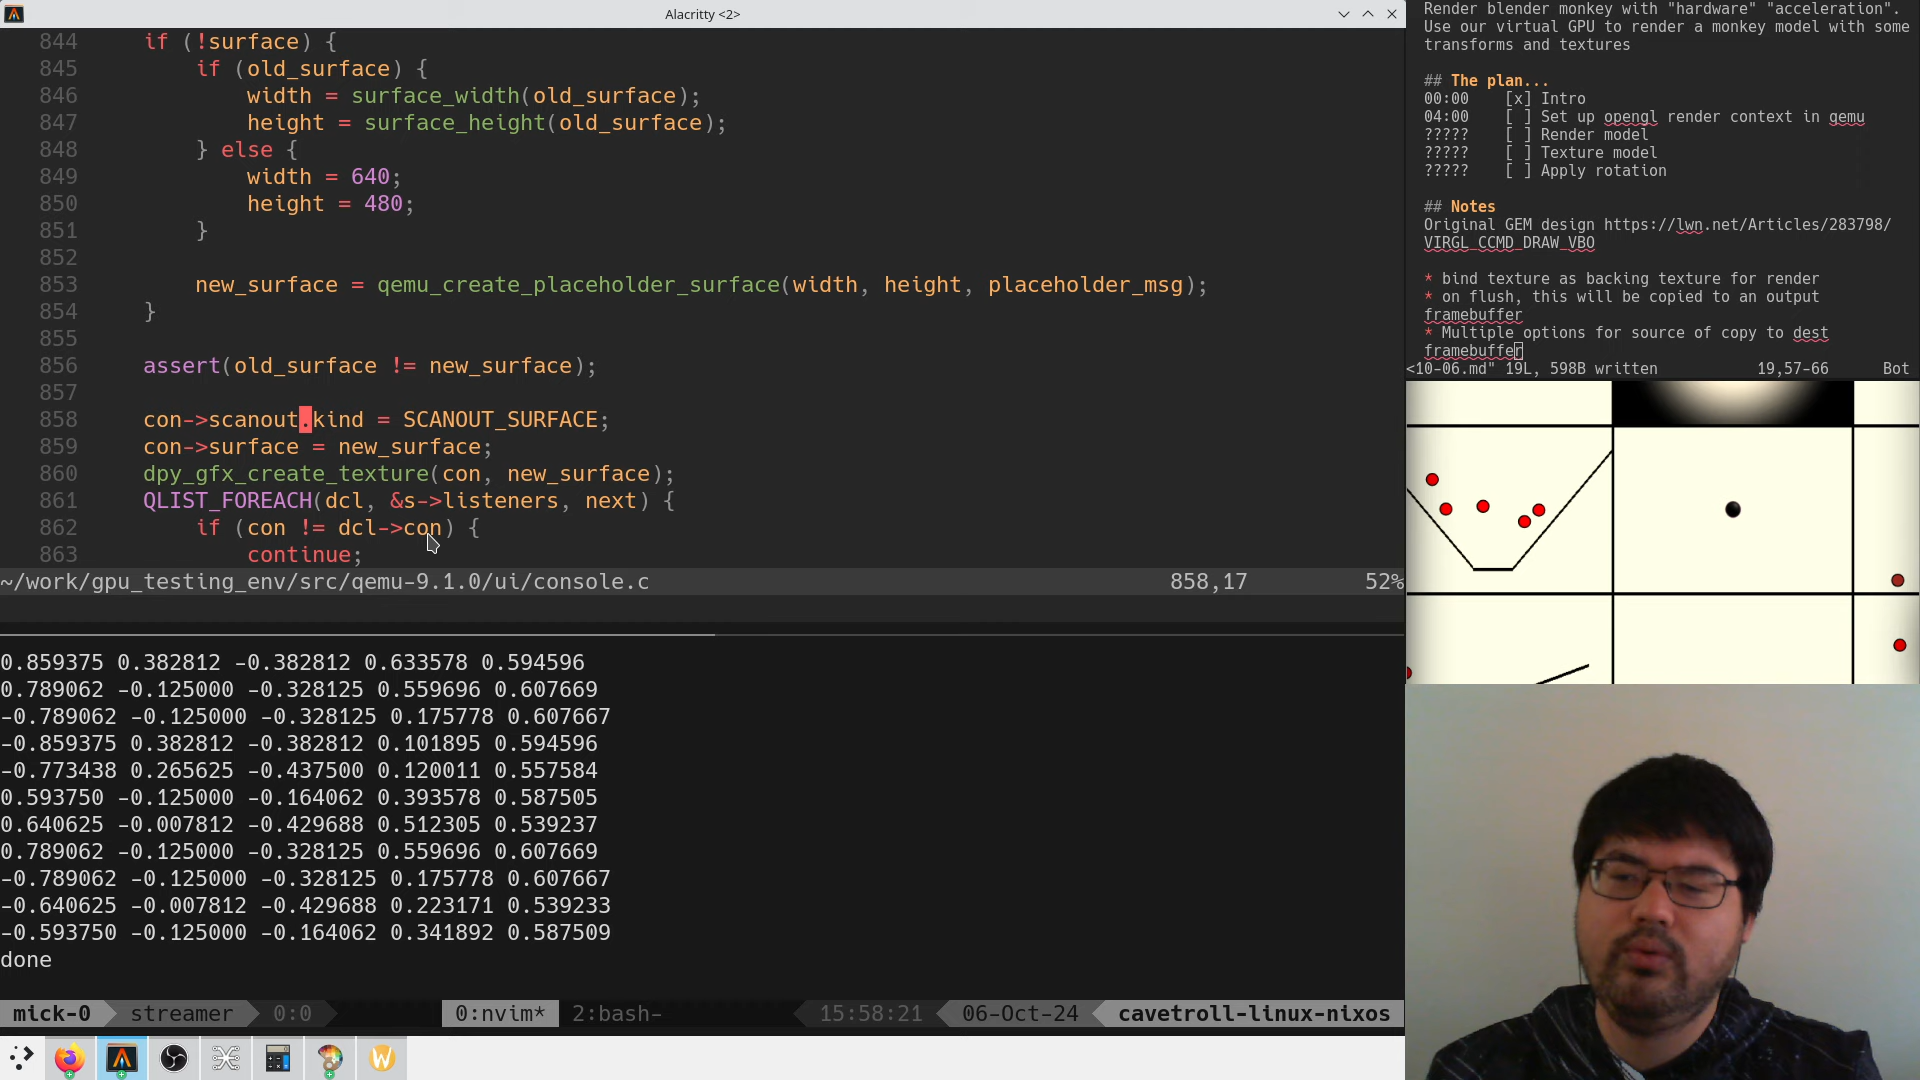 Alacritty <2>
844 if (!surface) {
845 if (old_surface) {
846 width = surface_width(old_surface);
847 height = surface_height(old_surface);
848 } else {
849 width = 640;
850 height = 480;
851 }
852
853 new_surface = qemu_create_placeholder_surface(width, height, placeholder_msg);
854 }
855
856 assert(old_surface != new_surface);
857
858 con->scanout.kind = SCANOUT_SURFACE;
859 con->surface = new_surface;
860 dpy_gfx_create_texture(con, new_surface);
861 QLIST_FOREACH(dcl, &s->listeners, next) {
862 if (con != dcl->con) {
863 continue;
~/work/gpu_testing_env/src/qemu-9.1.0/ui/console.c 858,17 52%
0.859375 0.382812 -0.382812 0.633578 0.594596
0.789062 -0.125000 -0.328125 0.559696 0.607669
-0.789062 -0.125000 -0.328125 0.175778 0.607667
-0.859375 0.382812 -0.382812 0.101895 0.594596
-0.773438 0.265625 -0.437500 0.120011 0.557584
0.593750 -0.125000 -0.164062 0.393578 0.587505
0.640625 -0.007812 -0.429688 0.512305 0.539237
0.789062 -0.125000 -0.328125 0.559696 0.607669
-0.789062 -0.125000 -0.328125 0.175778 0.607667
-0.640625 -0.007812 -0.429688 0.223171 0.539233
-0.593750 -0.125000 -0.164062 0.341892 0.587509
done
mick-0 streamer 0:0 0:nvim* 2:bash- 15:58:21 06-Oct-24 cavetroll-linux-nixos
Render blender monkey with "hardware" "acceleration".
Use our virtual GPU to render a monkey model with some
transforms and textures
## The plan...
00:00 [x] Intro
04:00 [ ] Set up opengl render context in qemu
????? [ ] Render model
????? [ ] Texture model
????? [ ] Apply rotation
## Notes
Original GEM design https://lwn.net/Articles/283798/
VIRGL_CCMD_DRAW_VBO
* bind texture as backing texture for render
* on flush, this will be copied to an output
framebuffer
* Multiple options for source of copy to dest
framebuffer
<10-06.md" 19L, 598B written 19,57-66 Bot